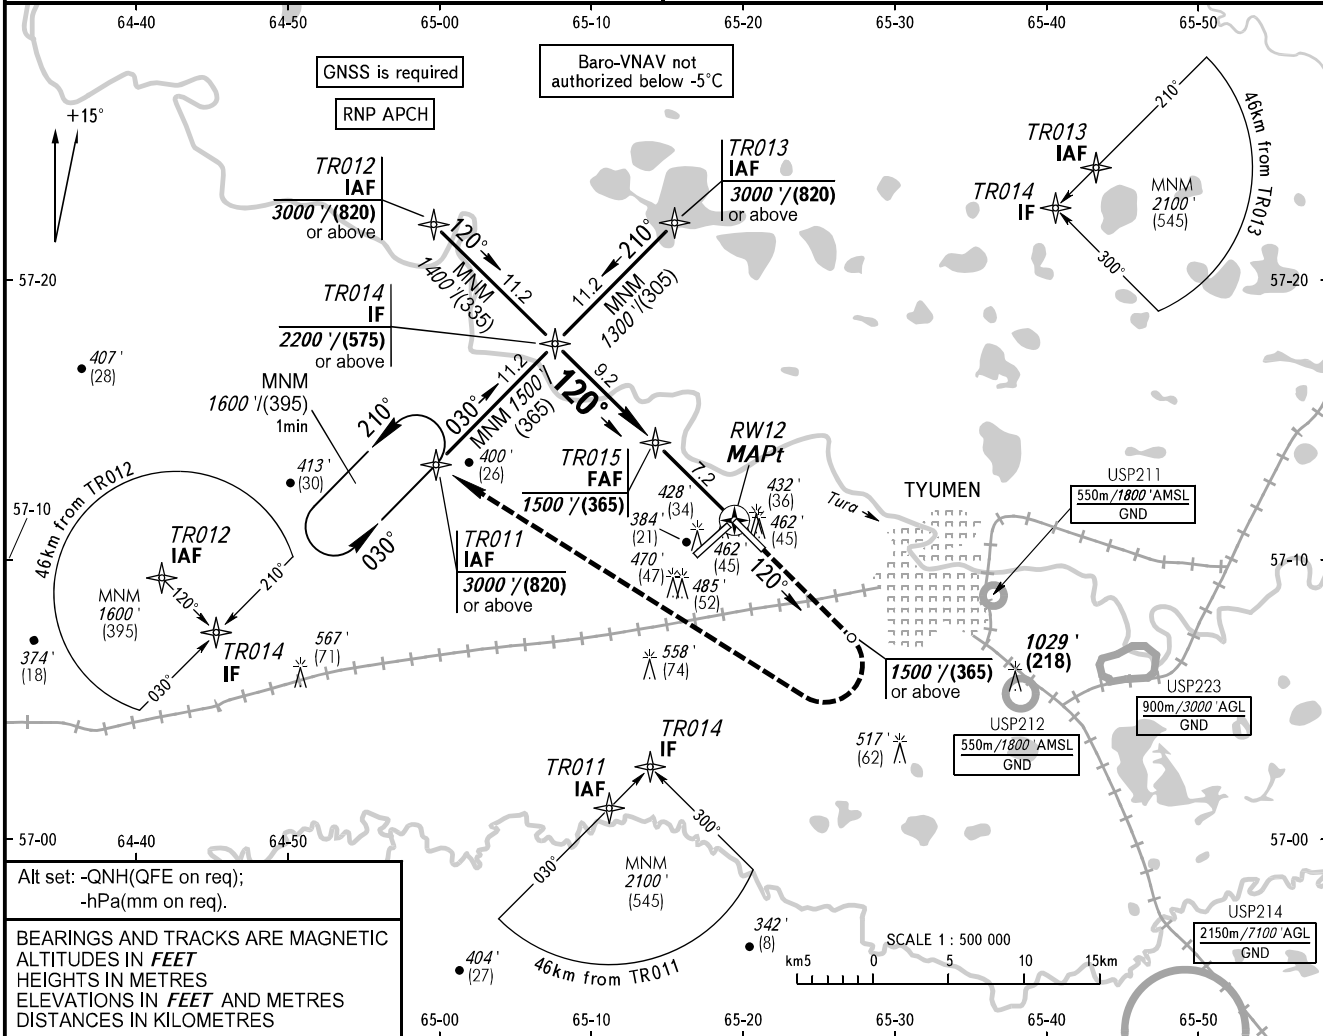 64-40 64-50 65-00 65-10 65-20 65-30 65-40 65-50
GNSS is required
RNP APCH
Baro-VNAV not
authorized below -5°C
+15°
TR012
IAF
3000 '/(820)
or above
TR013
IAF
3000 '/(820)
or above
120°
MNM
1400 '/(335)
11.2
210°
11.2
MNM
1300 '/(305)
TR014
IF
2200 '/(575)
or above
TR013
IAF
TR014
IF
MNM
2100 '
(545)
210°
300°
46km from TR013
57-20
57-20
407 '
(28)
MNM
1600 '/(395)
1min
210°
030°
030°
11.2
MNM 1500 '/
(365)
9.2
120°
413 '
(30)
400 '
(26)
TR015
FAF
1500 '/(365)
7.2
RW12
MAPt
428 '
(34)
432 '
(36)
384 '
(21)
462 '
(45)
462 '
(45)
470 '
(47)
485 '
(52)
120°
Tura
TYUMEN
USP211
550m/1800 'AMSL
GND
57-10
57-10
46km from TR012
TR012
IAF
MNM
1600 '
(395)
120°
210°
030°
TR014
IF
374 '
(18)
567 '
(71)
TR011
IAF
3000 '/(820)
or above
558 '
(74)
1500 '/(365)
or above
1029 '
(218)
USP223
900m/3000 'AGL
GND
USP212
550m/1800 'AMSL
GND
517 '
(62)
TR014
IF
TR011
IAF
030°
300°
MNM
2100 '
(545)
46km from TR011
57-00
57-00
64-40 64-50
342 '
(8)
404 '
(27)
USP214
2150m/7100 'AGL
GND
SCALE 1 : 500 000
km5 0 5 10 15km
Alt set: -QNH(QFE on req);
-hPa(mm on req).
BEARINGS AND TRACKS ARE MAGNETIC
ALTITUDES IN FEET
HEIGHTS IN METRES
ELEVATIONS IN FEET AND METRES
DISTANCES IN KILOMETRES
65-00 65-10 65-20 65-30 65-40 65-50